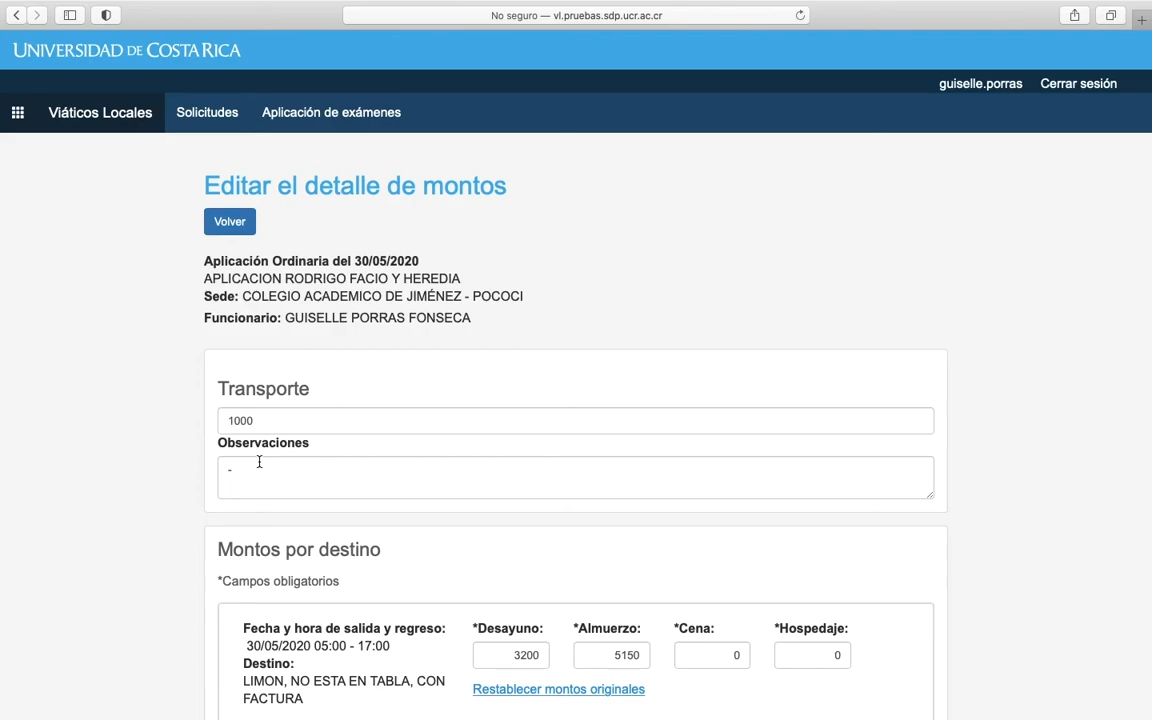 No seguro — vl.pruebas.sdp.ucr.ac.cr
UNIVERSIDAD DE COSTA RICA
guiselle.porras Cerrar sesión
Viáticos Locales Solicitudes Aplicación de exámenes
Editar el detalle de montos
Volver
Aplicación Ordinaria del 30/05/2020
APLICACION RODRIGO FACIO Y HEREDIA
Sede: COLEGIO ACADEMICO DE JIMÉNEZ - POCOCI
Funcionario: GUISELLE PORRAS FONSECA
Transporte
1000
Observaciones
-
Montos por destino
*Campos obligatorios
Fecha y hora de salida y regreso: *Desayuno: *Almuerzo: *Cena: *Hospedaje:
30/05/2020 05:00 - 17:00 3200 5150 0 0
Destino:
LIMON, NO ESTA EN TABLA, CON Restablecer montos originales
FACTURA